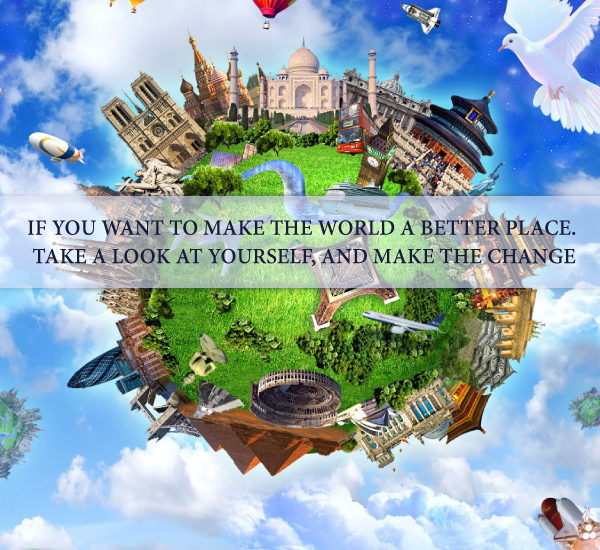 IF YOU WANT TO MAKE THE WORLD A BETTER PLACE.
TAKE A LOOK AT YOURSELF, AND MAKE THE CHANGE